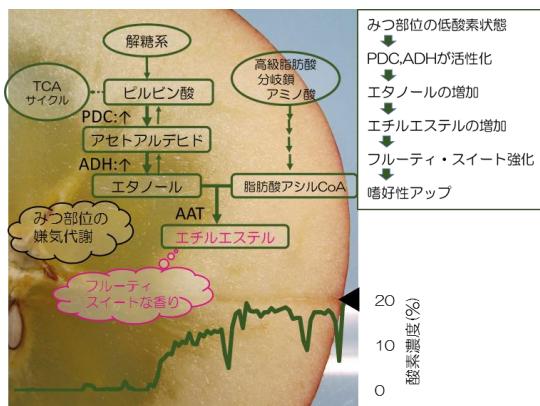 解糖系
TCA
サイクル
ピルビン酸
高級脂肪酸
分岐鎖
アミノ酸
PDC:↑
アセトアルデヒド
ADH:↑
エタノール
脂肪酸アシルCoA
AAT
みつ部位の
嫌気代謝
エチルエステル
フルーティ
スイートな香り
みつ部位の低酸素状態
PDC,ADHが活性化
エタノールの増加
エチルエステルの増加
フルーティ・スイート強化
嗜好性アップ
20
10
0
酸素濃度(%)